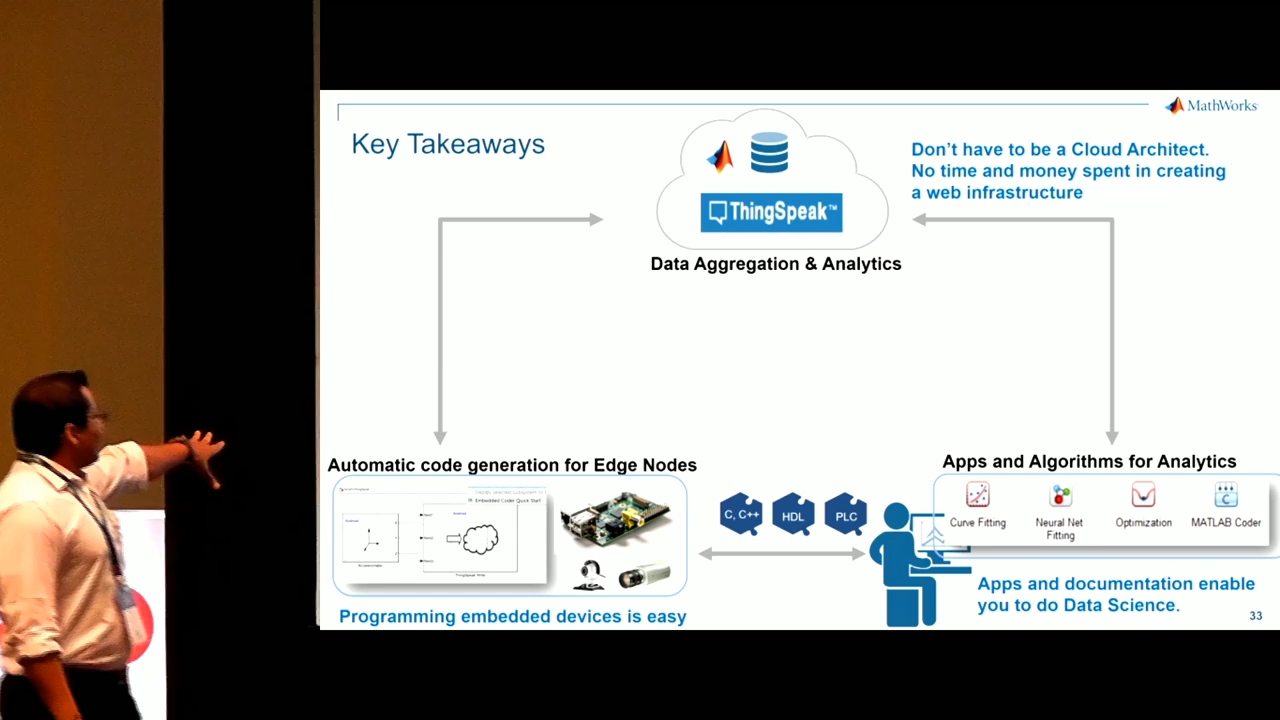 MathWorks
Key Takeaways
Don't have to be a Cloud Architect.
No time and money spent in creating
a web infrastructure
ThingSpeak™
Data Aggregation & Analytics
Automatic code generation for Edge Nodes
Apps and Algorithms for Analytics
Embedded Coder Quick Start
C, C++
HDL
PLC
Curve Fitting
Neural Net
Fitting
Optimization
MATLAB Coder
C
Programming embedded devices is easy
Apps and documentation enable
you to do Data Science.
33